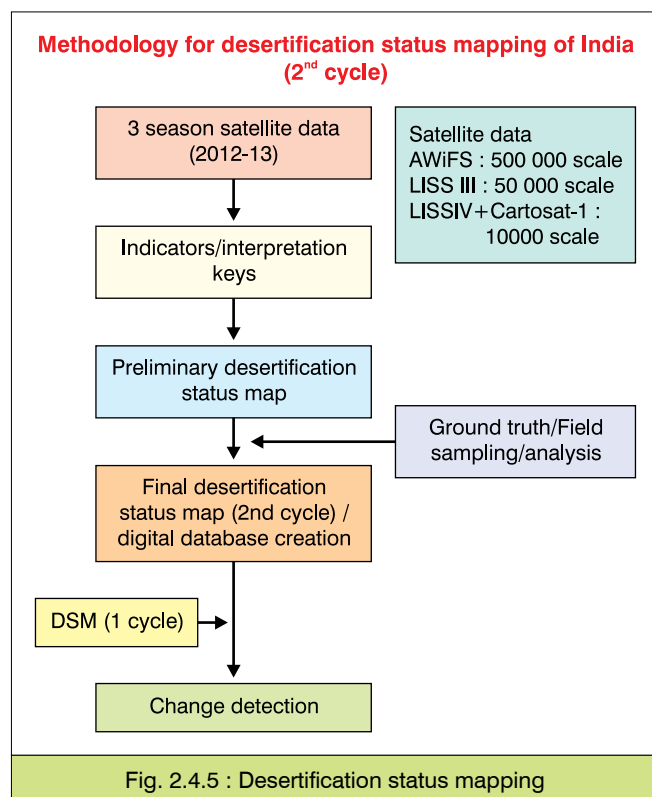 Methodology for desertification status mapping of India
(2nd cycle)
3 season satellite data
(2012-13)
Satellite data
AWiFS : 500 000 scale
LISS III : 50 000 scale
LISSIV+Cartosat-1 :
10000 scale
Indicators/interpretation
keys
Preliminary desertification
status map
Ground truth/Field
sampling/analysis
Final desertification
status map (2nd cycle) /
digital database creation
DSM (1 cycle)
Change detection
Fig. 2.4.5 : Desertification status mapping